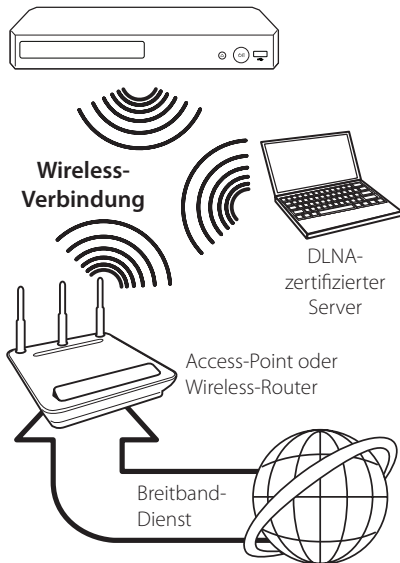 Wireless-
Verbindung
DLNA-
zertifizierter
Server
Access-Point oder
Wireless-Router
Breitband-
Dienst